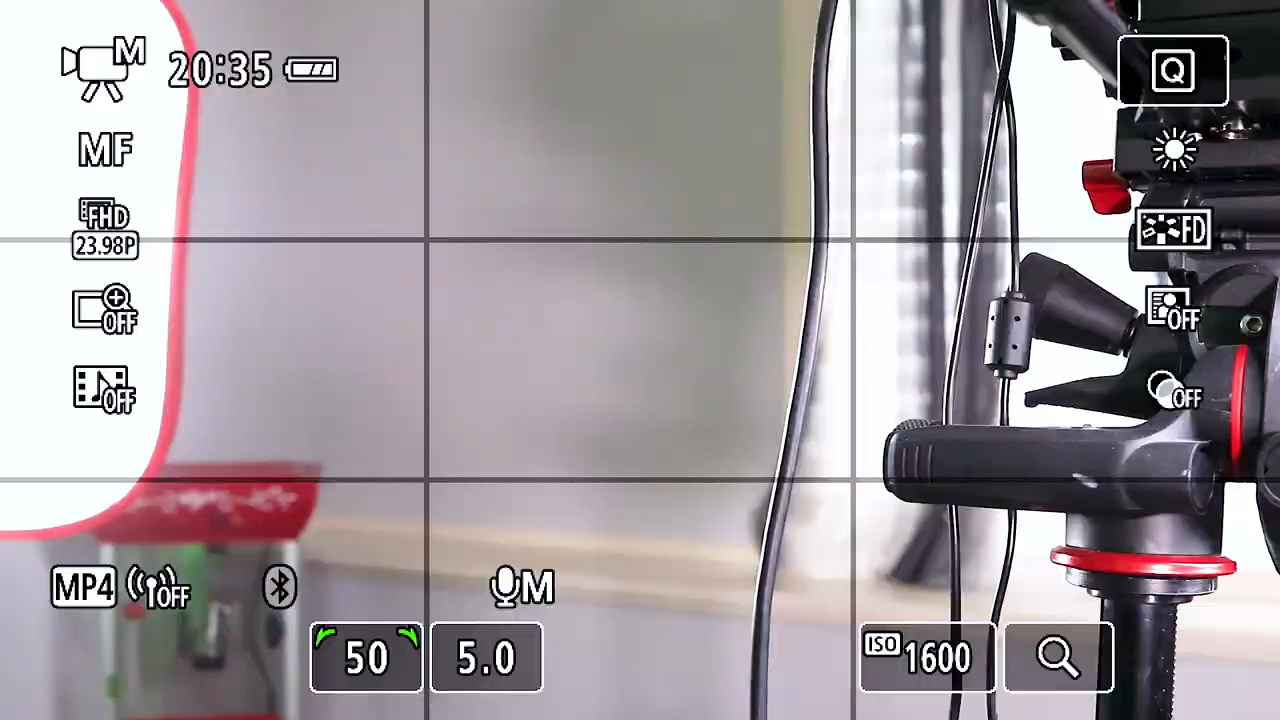 M 20:35
Q
MF
FHD
23.98P
FD
OFF
OFF
OFF
OFF
MP4 OFF M
50 5.0 ISO 1600